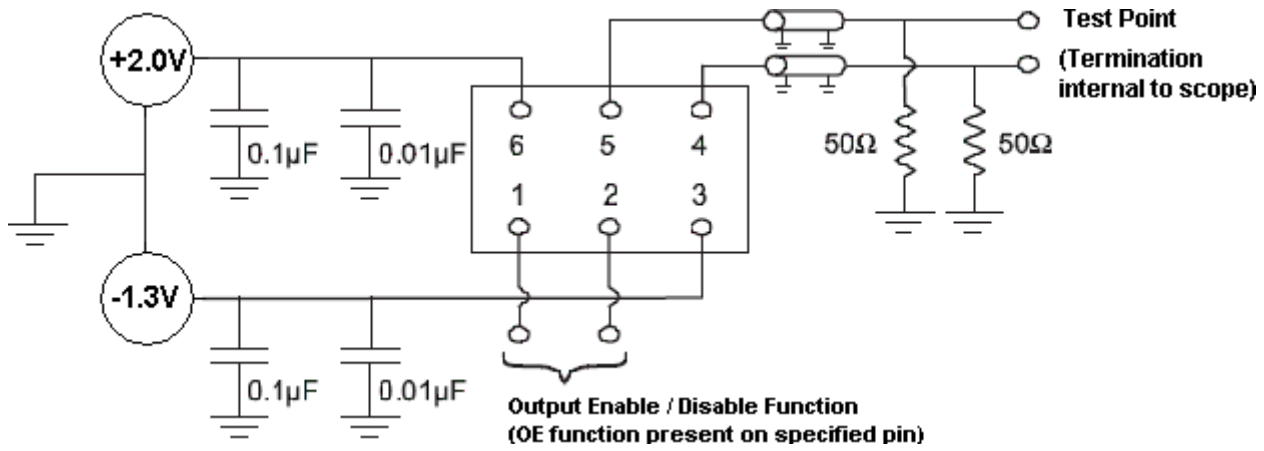 +2.0V
0.1µF
0.01µF
6
5
4
1
2
3
Test Point
(Termination
internal to scope)
50Ω
50Ω
-1.3V
0.1µF
0.01µF
Output Enable / Disable Function
(OE function present on specified pin)